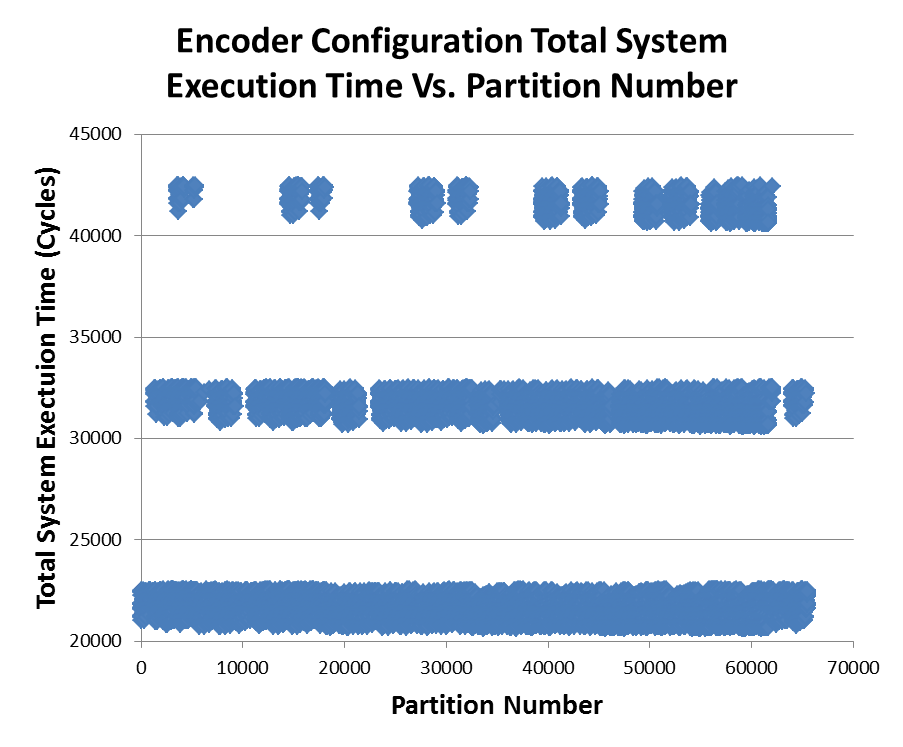 Encoder Configuration Total System
Execution Time Vs. Partition Number
Total System Exectuion Time (Cycles)
45000
40000
35000
30000
25000
20000
0 10000 20000 30000 40000 50000 60000 70000
Partition Number